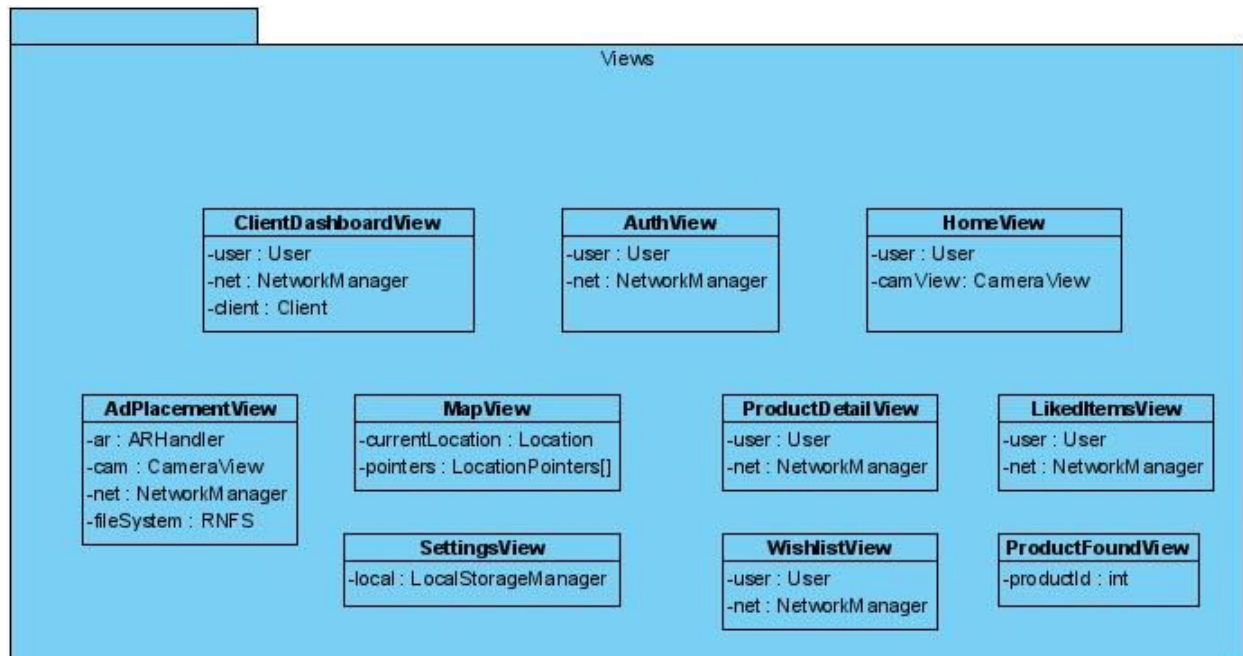 Views
ClientDashboardView
-user : User
-net : NetworkManager
-client : Client
AuthView
-user : User
-net : NetworkManager
HomeView
-user : User
-camView: CameraView
AdPlacementView
-ar : ARHandler
-cam : CameraView
-net : NetworkManager
-fileSystem : RNFS
MapView
-currentLocation : Location
-pointers : LocationPointers[]
ProductDetailView
-user : User
-net : NetworkManager
LikedItemsView
-user : User
-net : NetworkManager
SettingsView
-local : LocalStorageManager
WishlistView
-user : User
-net : NetworkManager
ProductFoundView
-productId : int